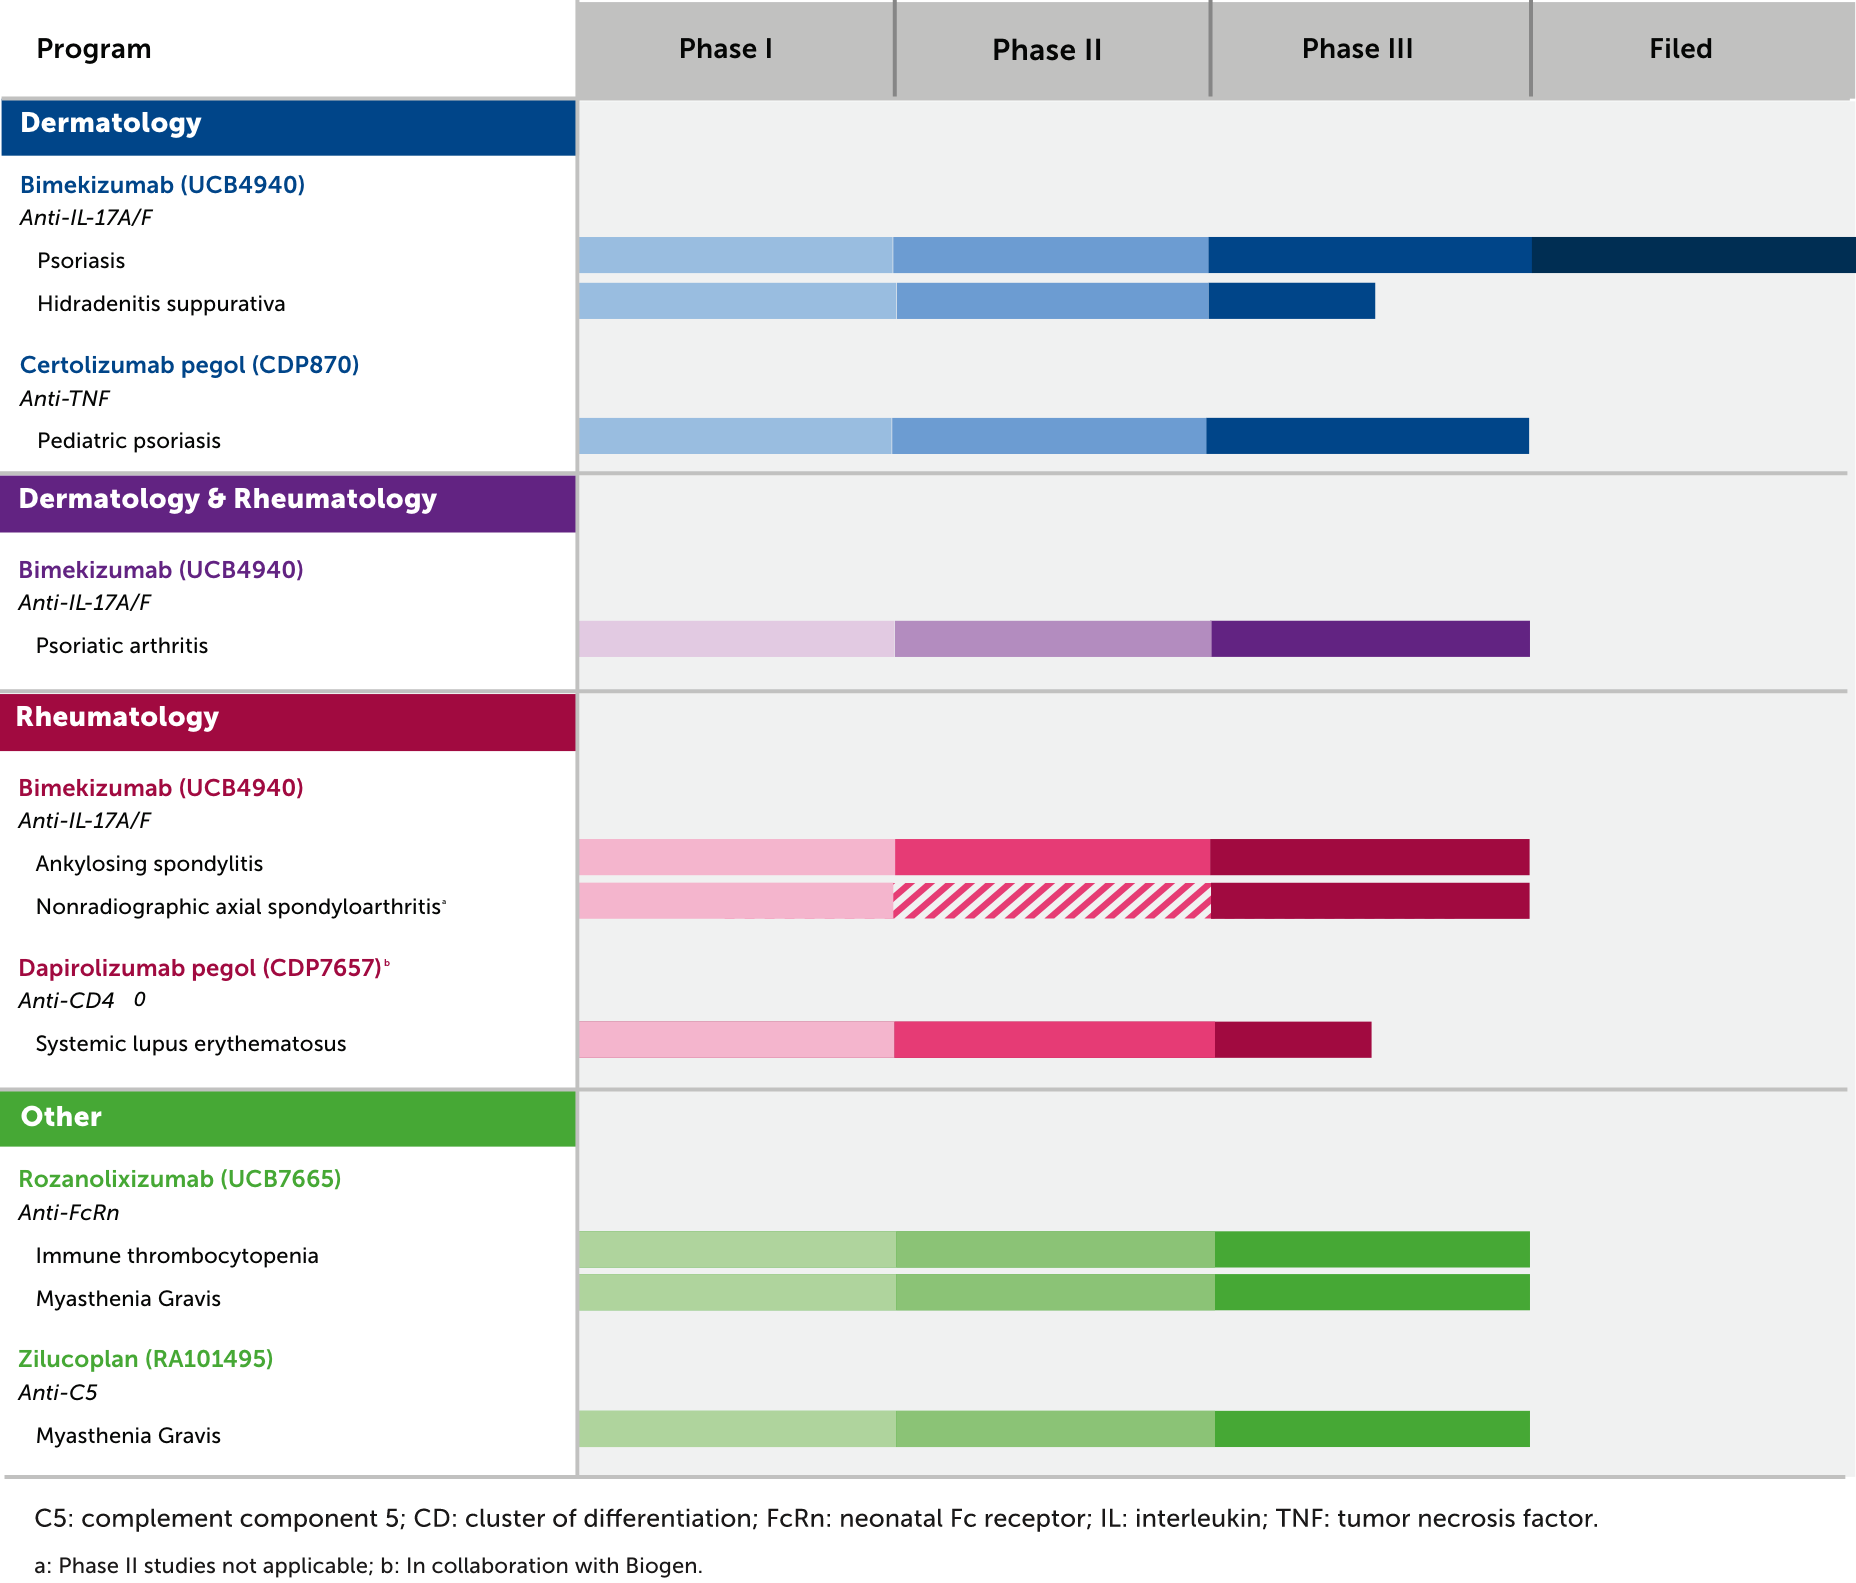 Program Phase I Phase II Phase III Filed
Dermatology
Bimekizumab (UCB4940)
Anti-IL-17A/F
Psoriasis
Hidradenitis suppurativa
Certolizumab pegol (CDP870)
Anti-TNF
Pediatric psoriasis
Dermatology & Rheumatology
Bimekizumab (UCB4940)
Anti-IL-17A/F
Psoriatic arthritis
Rheumatology
Bimekizumab (UCB4940)
Anti-IL-17A/F
Ankylosing spondylitis
Nonradiographic axial spondyloarthritisª
Dapirolizumab pegol (CDP7657)ᵇ
Anti-CD4 0
Systemic lupus erythematosus
Other
Rozanolixizumab (UCB7665)
Anti-FcRn
Immune thrombocytopenia
Myasthenia Gravis
Zilucoplan (RA101495)
Anti-C5
Myasthenia Gravis
C5: complement component 5; CD: cluster of differentiation; FcRn: neonatal Fc receptor; IL: interleukin; TNF: tumor necrosis factor.
a: Phase II studies not applicable; b: In collaboration with Biogen.